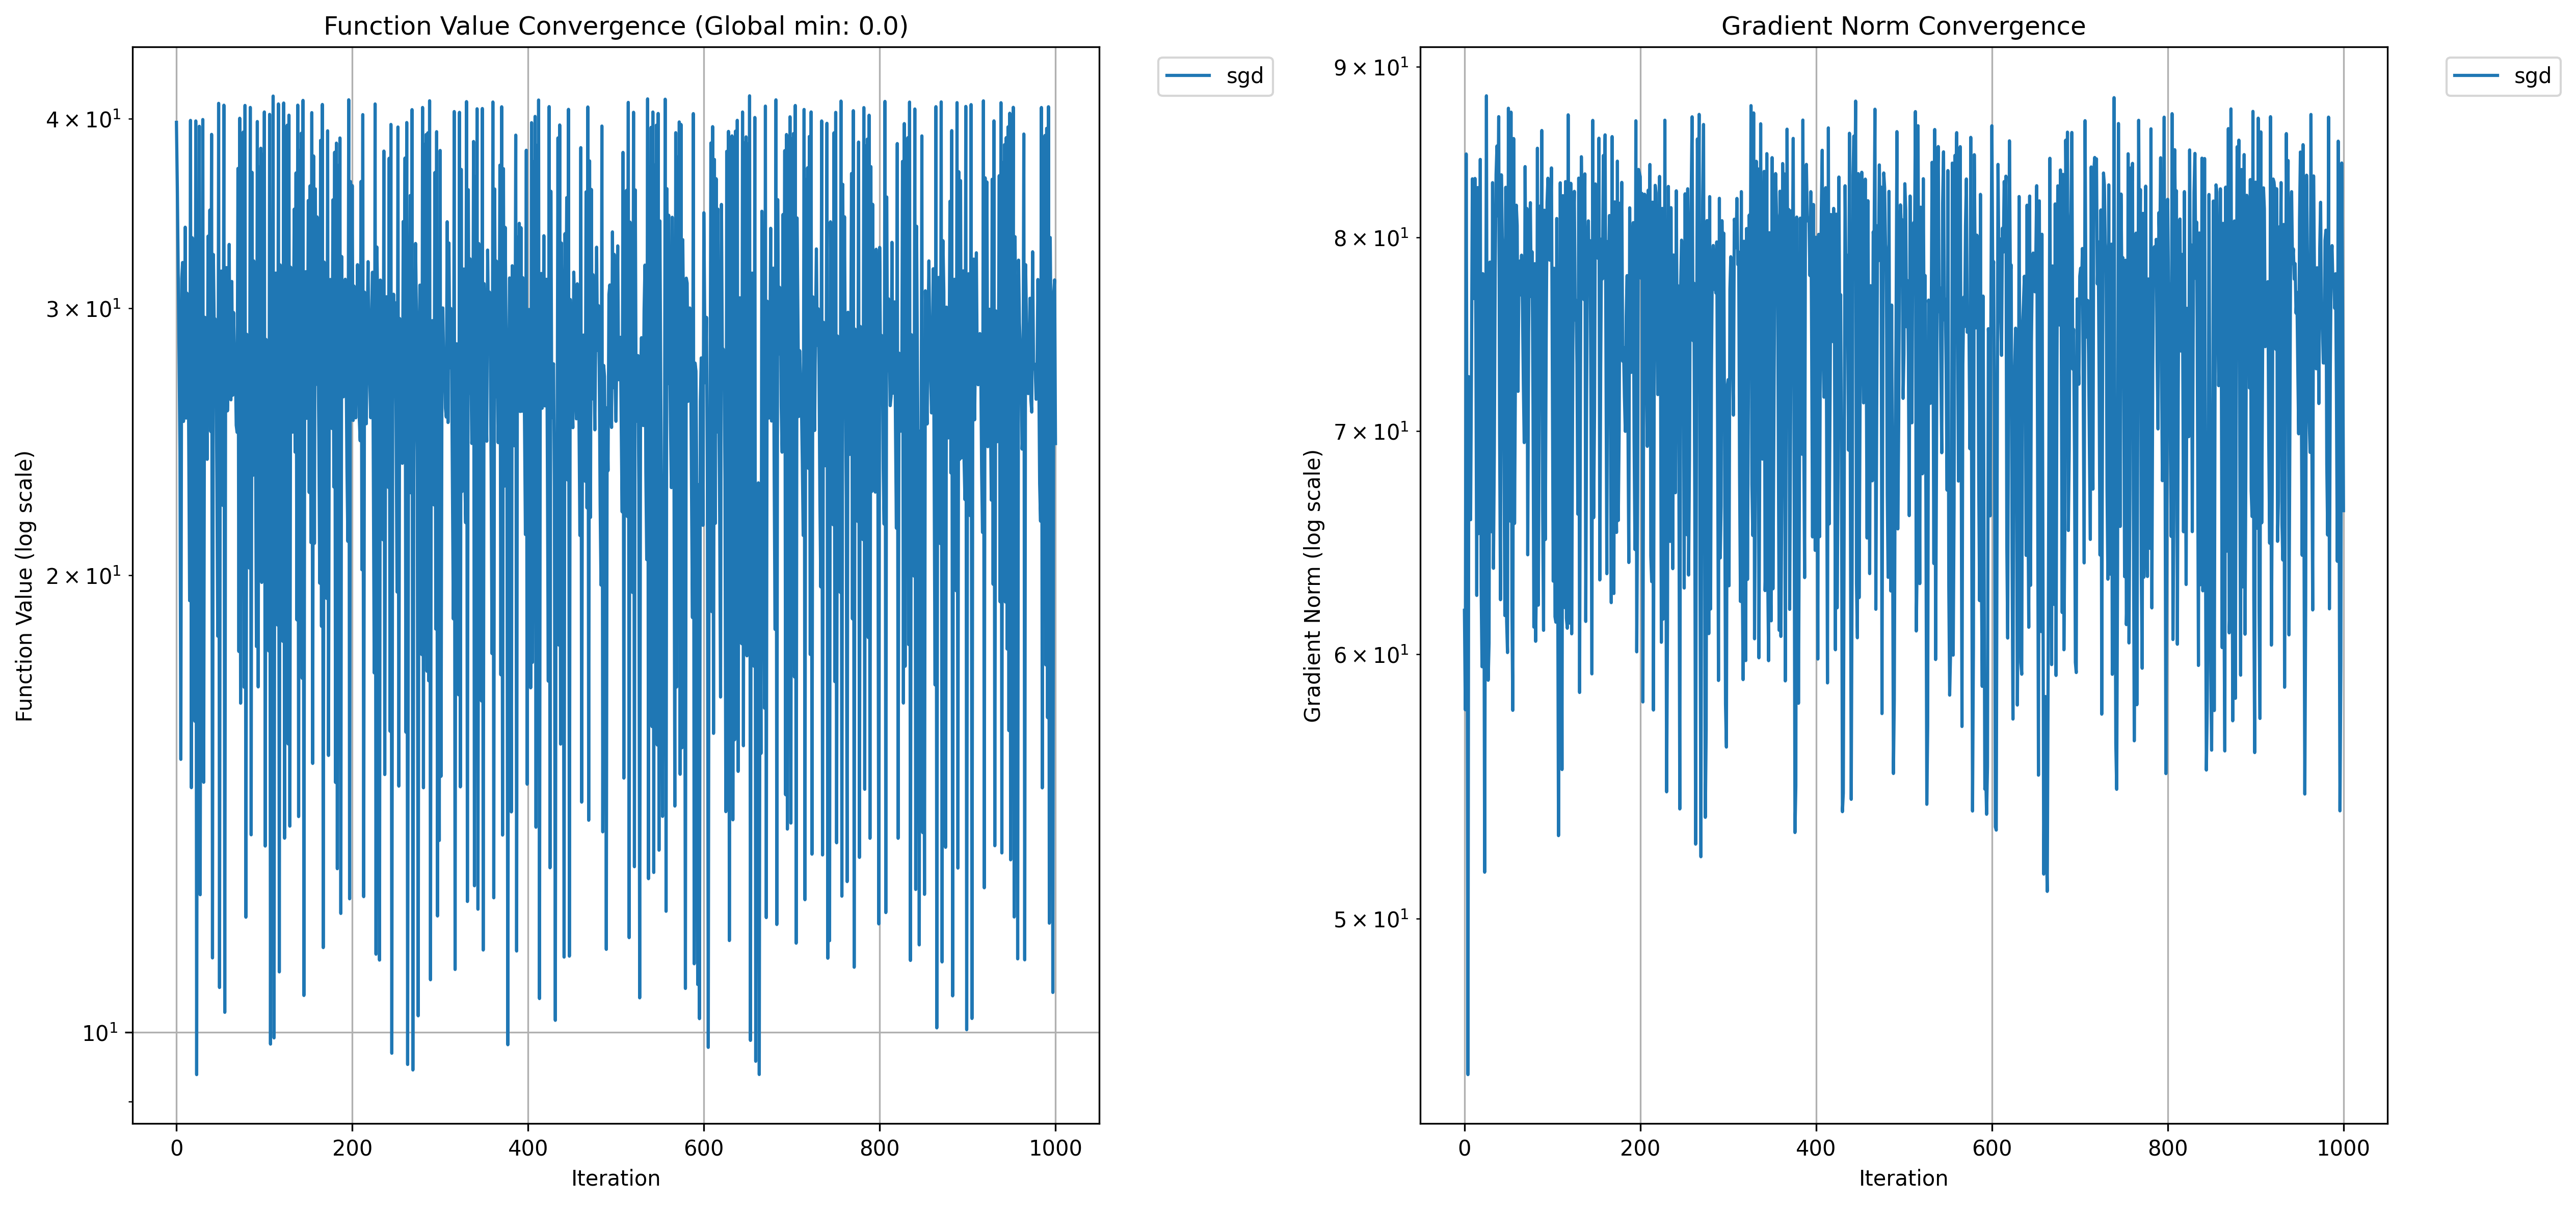 Function Value Convergence (Global min: 0.0)
4 × 10¹
3 × 10¹
2 × 10¹
10¹
Function Value (log scale)
0 200 400 600 800 1000
Iteration
sgd
Gradient Norm Convergence
9 × 10¹
8 × 10¹
7 × 10¹
6 × 10¹
5 × 10¹
Gradient Norm (log scale)
0 200 400 600 800 1000
Iteration
sgd